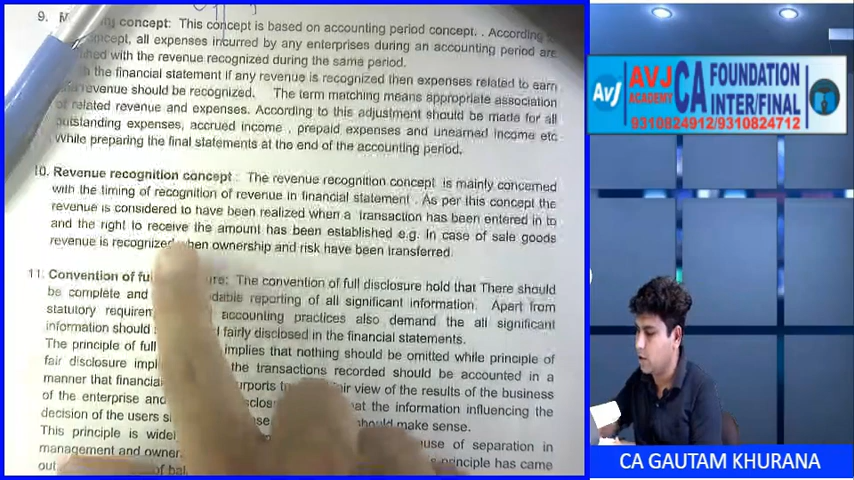 9. concept: This concept is based on accounting period concept. . According
concept, all expenses incurred by any enterprises during an accounting period are
with the revenue recognized during the same period.
the financial statement if any revenue is recognized then expenses related to earn
revenue should be recognized. The term matching means appropriate association
of related revenue and expenses. According to this adjustment should be made for all
outstanding expenses, accrued income , prepaid expenses and unearned income etc
While preparing the final statements at the end of the accounting period.
10. Revenue recognition concept : The revenue recognition concept is mainly concerned
with the timing of recognition of revenue in financial statement . As per this concept the
revenue is considered to have been realized when a transaction has been entered in to
and the right to receive the amount has been established e.g. In case of sale goods
revenue is recognized when ownership and risk have been transferred.
11. Convention of The convention of full disclosure hold that There should
be complete and reporting of all significant information. Apart from
statutory accounting practices also demand the all significant
information should fairly disclosed in the financial statements.
The principle of full implies that nothing should be omitted while principle of
fair disclosure the transactions recorded should be accounted in a
manner that view of the results of the business
of the enterprise and the information influencing the
decision of the users should make sense.
This principle is of separation in
management and owner. principle has came
out of
AVJ
AVJ ACADEMY
CA FOUNDATION
INTER/FINAL
9310824912/9310824712
CA GAUTAM KHURANA